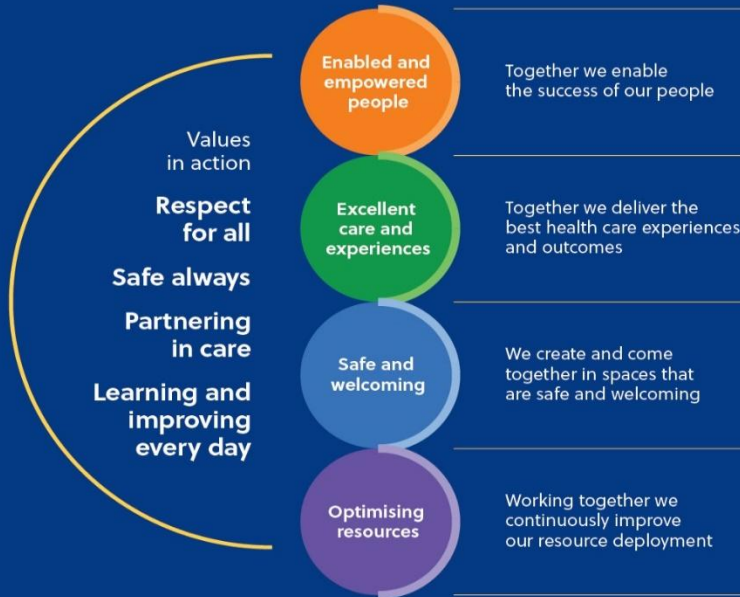 Values
in action
Respect
for all
Safe always
Partnering
in care
Learning and
improving
every day
Enabled and
empowered
people
Together we enable
the success of our people
Excellent
care and
experiences
Together we deliver the
best health care experiences
and outcomes
Safe and
welcoming
We create and come
together in spaces that
are safe and welcoming
Optimising
resources
Working together we
continuously improve
our resource deployment